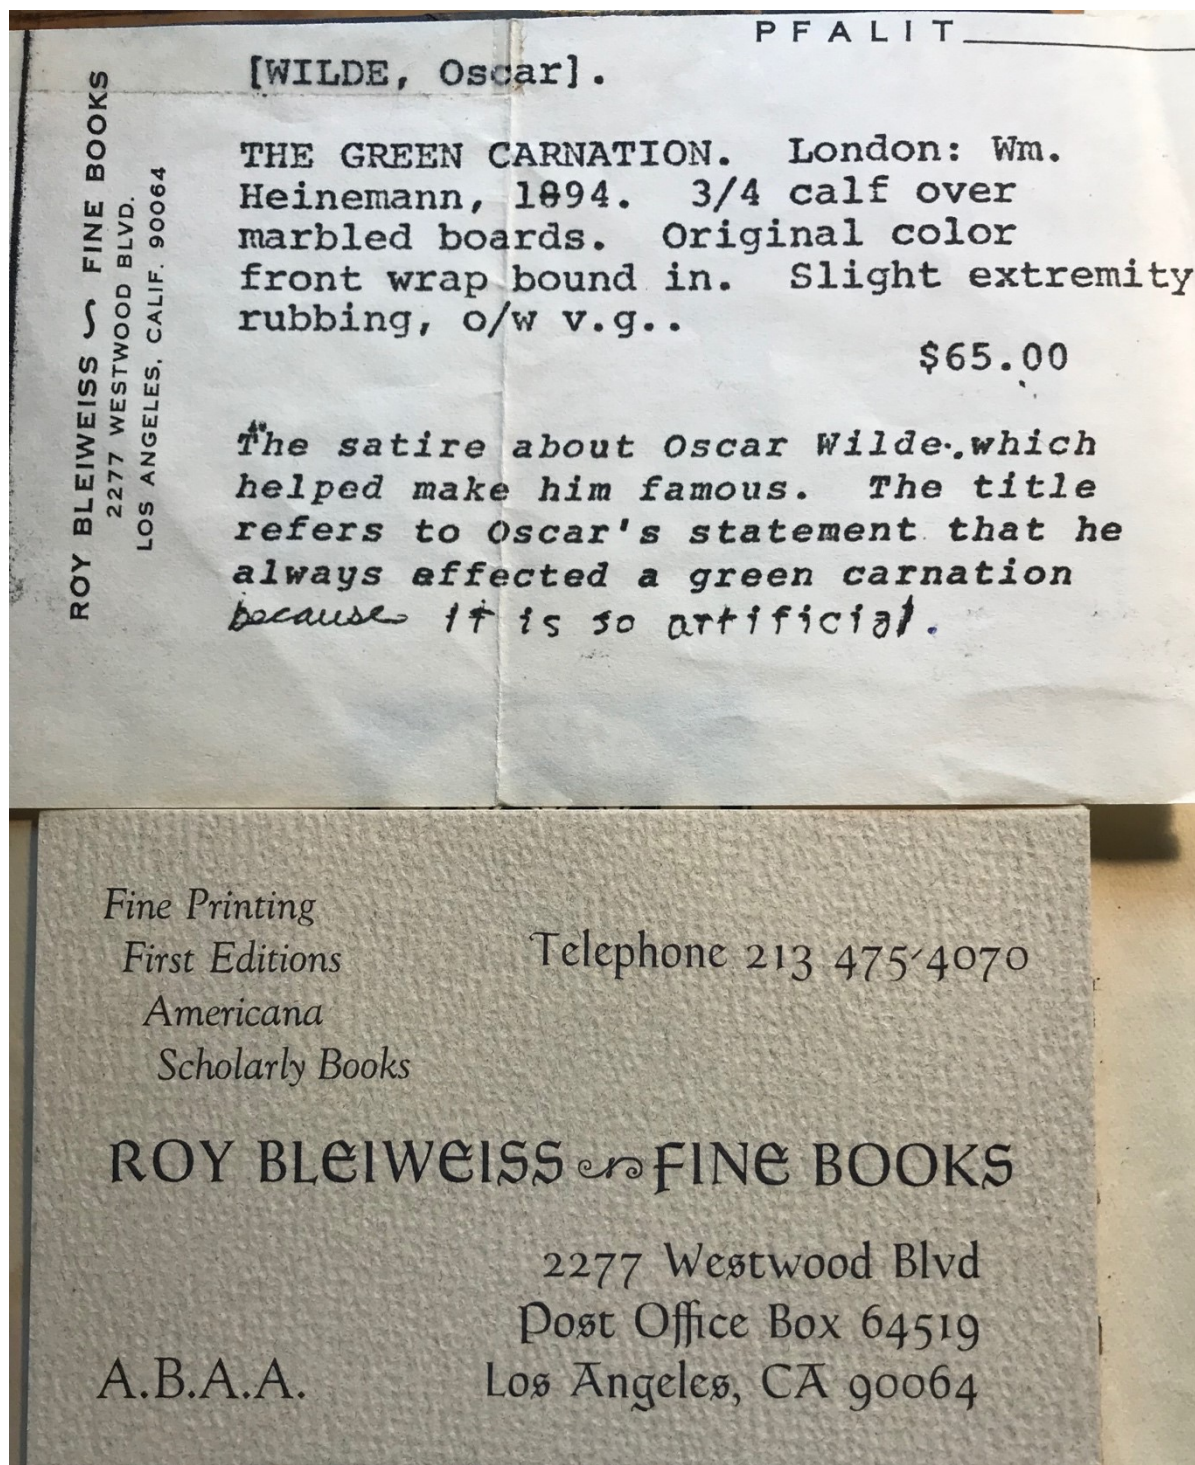 PFALIT
[WILDE, Oscar].
THE GREEN CARNATION. London: Wm.
Heinemann, 1894. 3/4 calf over
marbled boards. Original color
front wrap bound in. Slight extremity
rubbing, o/w v.g..
$65.00
The satire about Oscar Wilde..which
helped make him famous. The title
refers to Oscar's statement that he
always affected a green carnation
because it is so artificial.
ROY BLEIWEISS ~ FINE BOOKS
2277 WESTWOOD BLVD.
LOS ANGELES, CALIF. 90064
Fine Printing
First Editions
Americana
Scholarly Books
Telephone 213 475-4070
ROY BLEIWEISS ~ FINE BOOKS
2277 Westwood Blvd
Post Office Box 64519
Los Angeles, CA 90064
A.B.A.A.